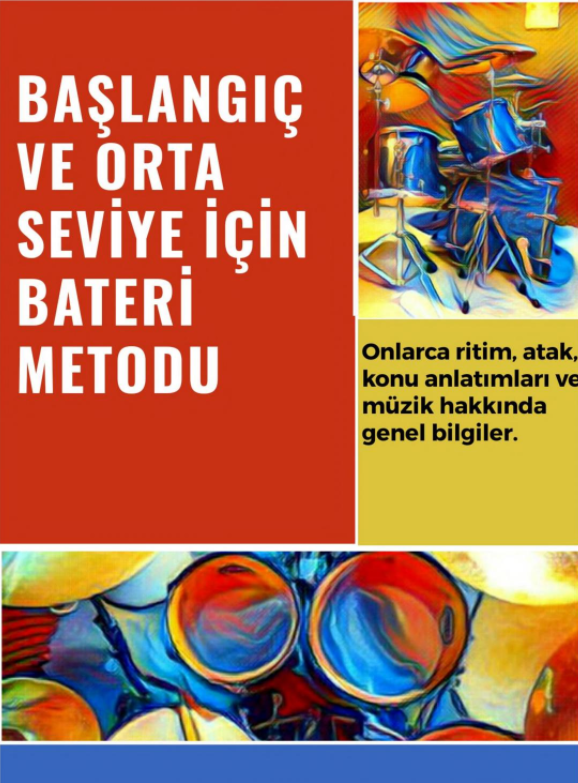 BAŞLANGIÇ
VE ORTA
SEVİYE İÇİN
BATERİ
METODU
Onlarca ritim, atak,
konu anlatımları ve
müzik hakkında
genel bilgiler.